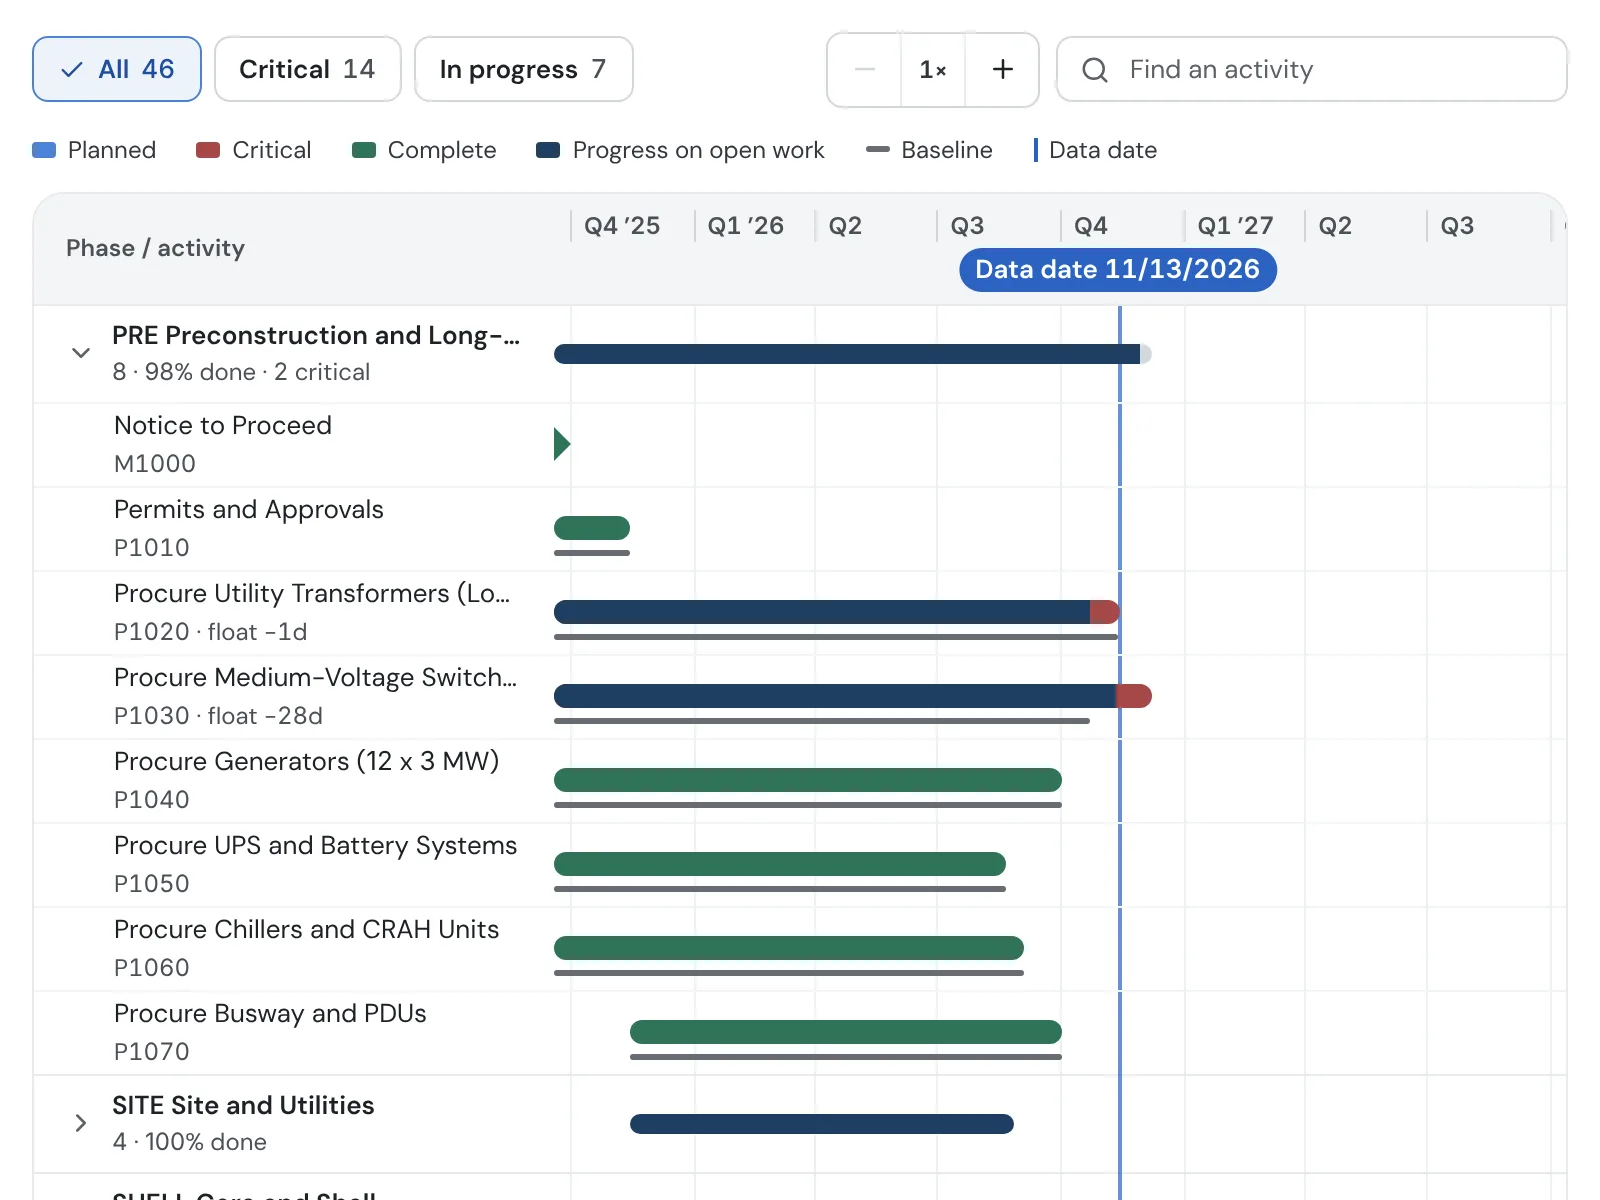 All 46
Critical 14
In progress 7
1×
Find an activity
Planned
Critical
Complete
Progress on open work
Baseline
Data date
Phase / activity
Q4 ’25
Q1 ’26
Q2
Q3
Q4
Q1 ’27
Q2
Q3
Data date 11/13/2026
PRE Preconstruction and Long-…
8 · 98% done · 2 critical
Notice to Proceed
M1000
Permits and Approvals
P1010
Procure Utility Transformers (Lo…
P1020 · float -1d
Procure Medium-Voltage Switch…
P1030 · float -28d
Procure Generators (12 x 3 MW)
P1040
Procure UPS and Battery Systems
P1050
Procure Chillers and CRAH Units
P1060
Procure Busway and PDUs
P1070
SITE Site and Utilities
4 · 100% done